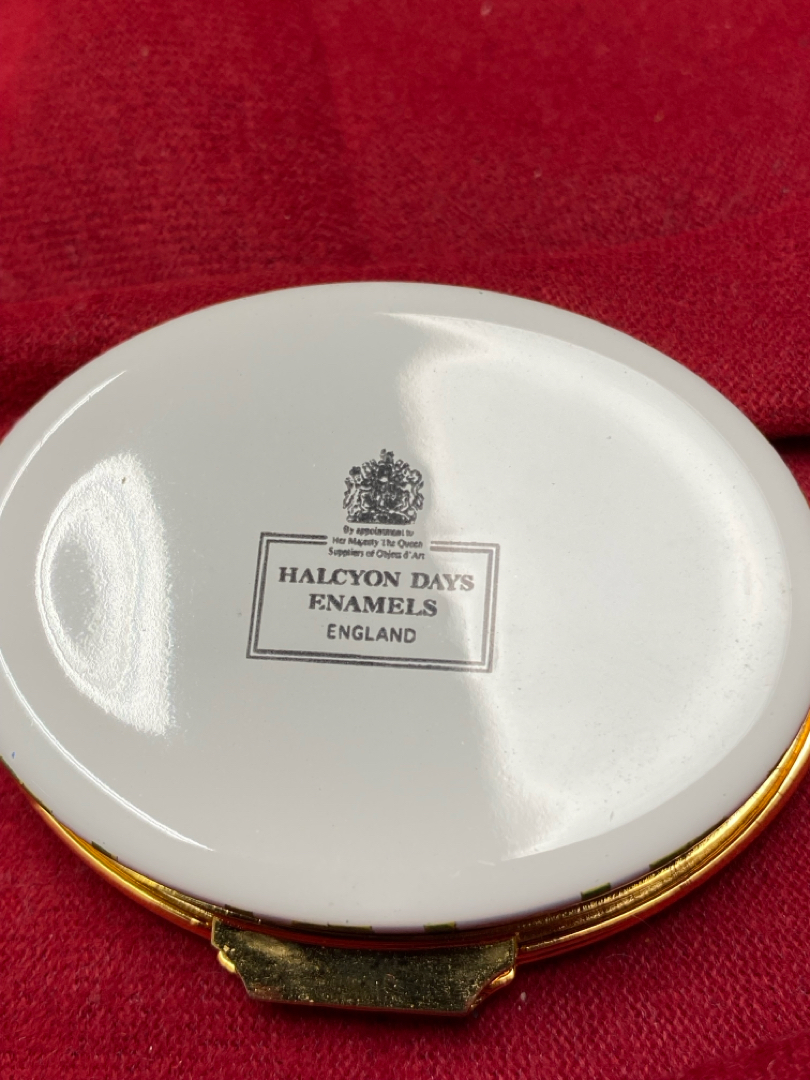 By appointment to
Her Majesty The Queen
Suppliers of Objets d'Art
HALCYON DAYS
ENAMELS
ENGLAND